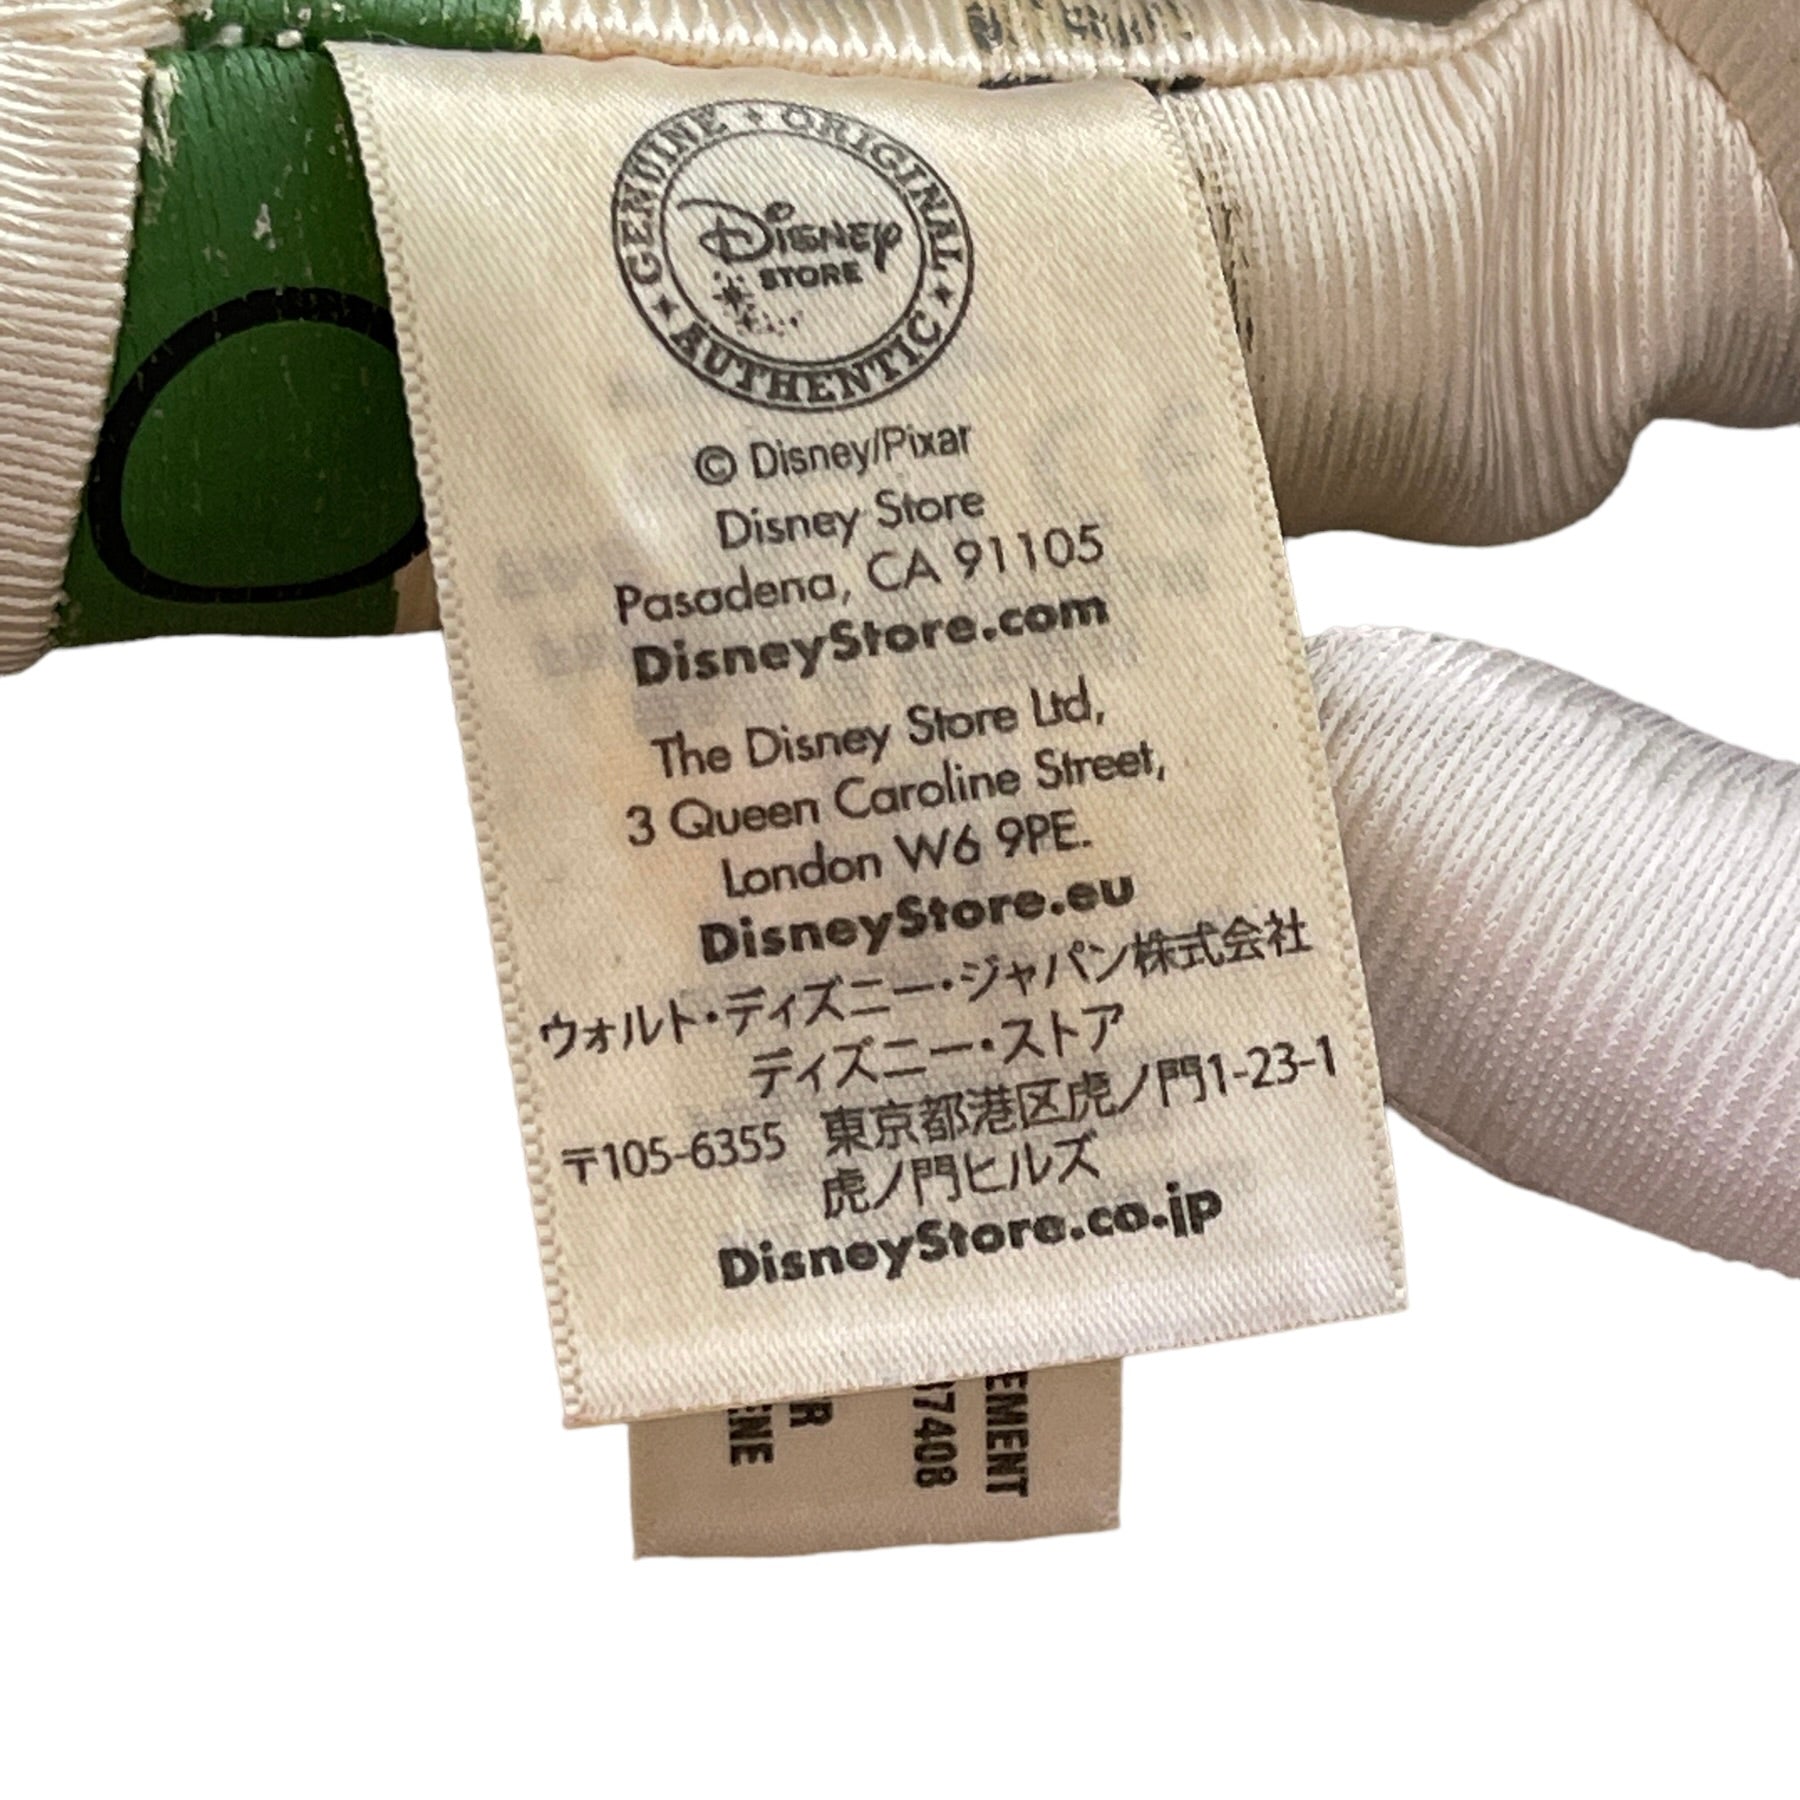 GENUINE ✦ ORIGINAL ✦ AUTHENTIC ✦
Disney
STORE
© Disney/Pixar
Disney Store
Pasadena, CA 91105
DisneyStore.com
The Disney Store Ltd,
3 Queen Caroline Street,
London W6 9PE.
DisneyStore.eu
ウォルト・ディズニー・ジャパン株式会社
ディズニー・ストア
〒105-6355 東京都港区虎ノ門1-23-1
虎ノ門ヒルズ
DisneyStore.co.jp
EMENT
7408